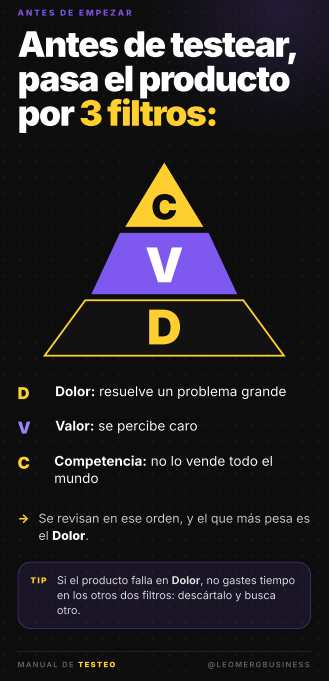 ANTES DE EMPEZAR
Antes de testear,
pasa el producto
por 3 filtros:
C
V
D
D Dolor: resuelve un problema grande
V Valor: se percibe caro
C Competencia: no lo vende todo el
mundo
→ Se revisan en ese orden, y el que más pesa es
el Dolor.
TIP Si el producto falla en Dolor, no gastes tiempo
en los otros dos filtros: descártalo y busca
otro.
MANUAL DE TESTEO @LEOMERGBUSINESS